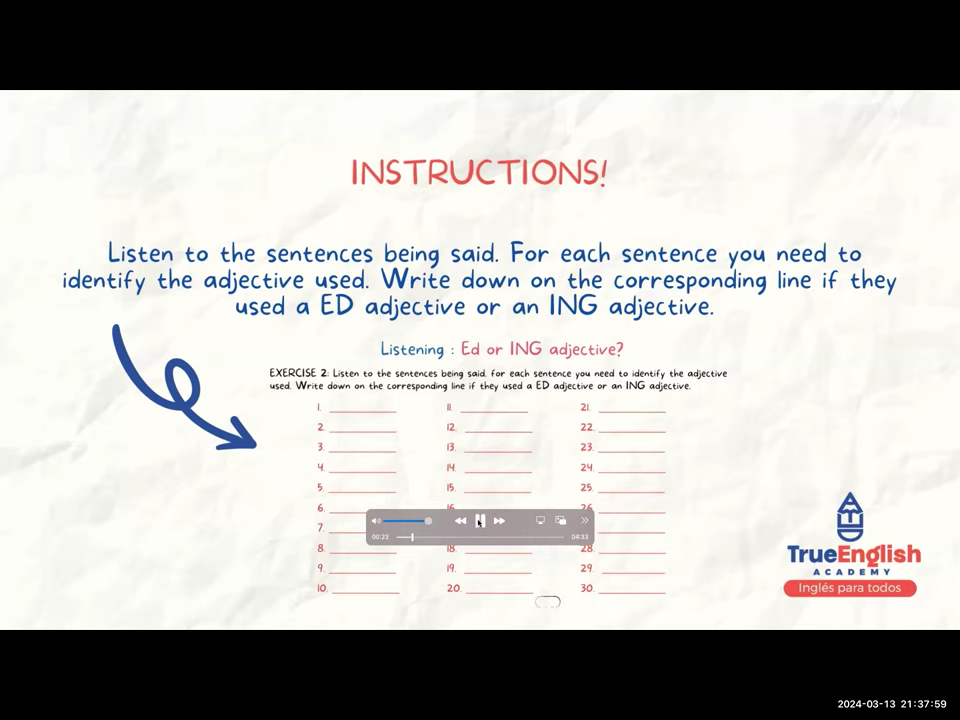 INSTRUCTIONS!
Listen to the sentences being said. For each sentence you need to
identify the adjective used. Write down on the corresponding line if they
used a ED adjective or an ING adjective.
Listening : Ed or ING adjective?
EXERCISE 2: Listen to the sentences being said. for each sentence you need to identify the adjective
used. Write down on the corresponding line if they used a ED adjective or an ING adjective.
1. 11. 21.
2. 12. 22.
3. 13. 23.
4. 14. 24.
5. 15. 25.
6. 16. 26.
7.
8. 18. 28.
9. 19. 29.
10. 20. 30.
00:23 04:33
TrueEnglish
ACADEMY
Inglés para todos
2024-03-13 21:37:59